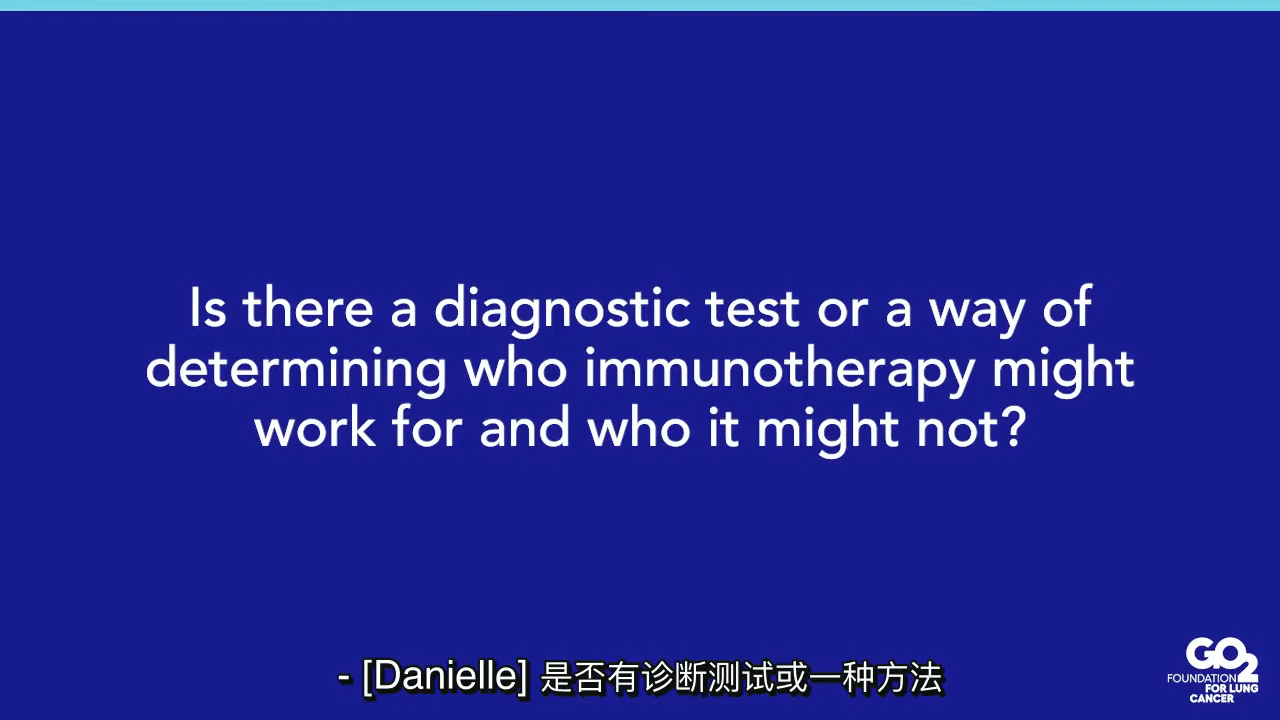 Is there a diagnostic test or a way of
determining who immunotherapy might
work for and who it might not?
- [Danielle] 是否有诊断测试或一种方法
GO2
FOUNDATION
FOR LUNG
CANCER